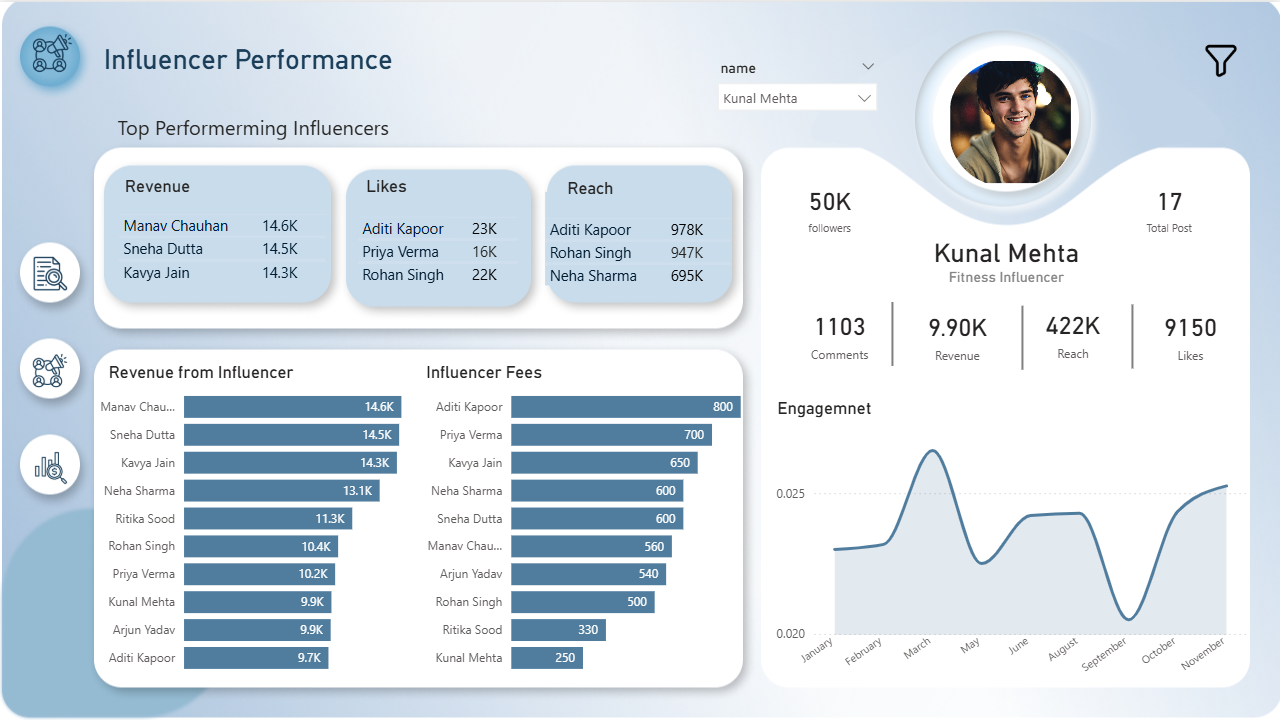 Influencer Performance
name
Kunal Mehta
Top Performerming Influencers
Revenue
Manav Chauhan 14.6K
Sneha Dutta 14.5K
Kavya Jain 14.3K
Likes
Aditi Kapoor 23K
Priya Verma 16K
Rohan Singh 22K
Reach
Aditi Kapoor 978K
Rohan Singh 947K
Neha Sharma 695K
Revenue from Influencer
Manav Chau... 14.6K
Sneha Dutta 14.5K
Kavya Jain 14.3K
Neha Sharma 13.1K
Ritika Sood 11.3K
Rohan Singh 10.4K
Priya Verma 10.2K
Kunal Mehta 9.9K
Arjun Yadav 9.9K
Aditi Kapoor 9.7K
Influencer Fees
Aditi Kapoor 800
Priya Verma 700
Kavya Jain 650
Neha Sharma 600
Sneha Dutta 600
Manav Chau... 560
Arjun Yadav 540
Rohan Singh 500
Ritika Sood 330
Kunal Mehta 250
50K
followers
17
Total Post
Kunal Mehta
Fitness Influencer
1103
Comments
9.90K
Revenue
422K
Reach
9150
Likes
Engagemnet
0.025
0.020
January
February
March
May
June
August
September
October
November